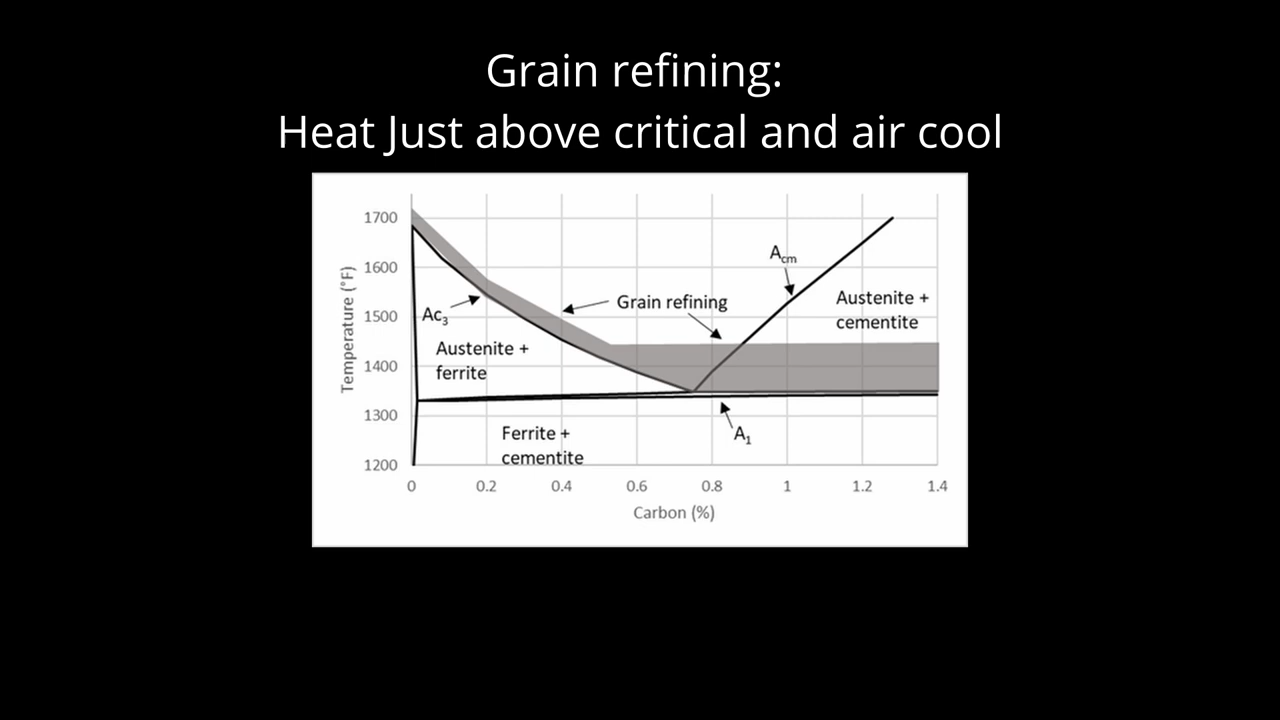 Grain refining:
Heat Just above critical and air cool
1700
1600
1500
1400
1300
1200
Temperature (°F)
Acm
Austenite +
cementite
Grain refining
Ac3
Austenite +
ferrite
A1
Ferrite +
cementite
0 0.2 0.4 0.6 0.8 1 1.2 1.4
Carbon (%)